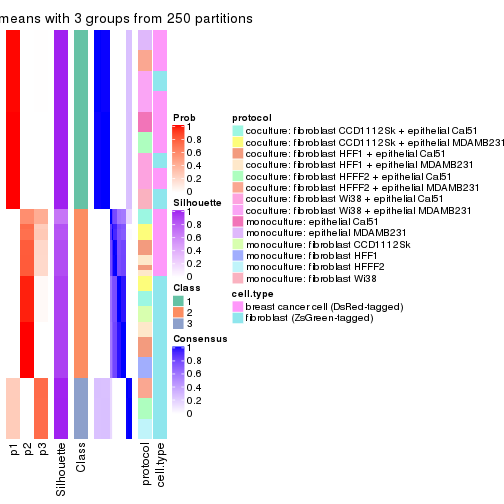 means with 3 groups from 250 partitions
Prob
1
0.8
0.6
0.4
0.2
0
Silhouette
1
0.8
0.6
0.4
0.2
0
Class
1
2
3
Consensus
1
0.8
0.6
0.4
0.2
0
protocol
coculture: fibroblast CCD1112Sk + epithelial Cal51
coculture: fibroblast CCD1112Sk + epithelial MDAMB231
coculture: fibroblast HFF1 + epithelial Cal51
coculture: fibroblast HFF1 + epithelial MDAMB231
coculture: fibroblast HFFF2 + epithelial Cal51
coculture: fibroblast HFFF2 + epithelial MDAMB231
coculture: fibroblast Wi38 + epithelial Cal51
coculture: fibroblast Wi38 + epithelial MDAMB231
monoculture: epithelial Cal51
monoculture: epithelial MDAMB231
monoculture: fibroblast CCD1112Sk
monoculture: fibroblast HFF1
monoculture: fibroblast HFFF2
monoculture: fibroblast Wi38
cell.type
breast cancer cell (DsRed-tagged)
fibroblast (ZsGreen-tagged)
p1
p2
p3
Silhouette
Class
protocol
cell.type